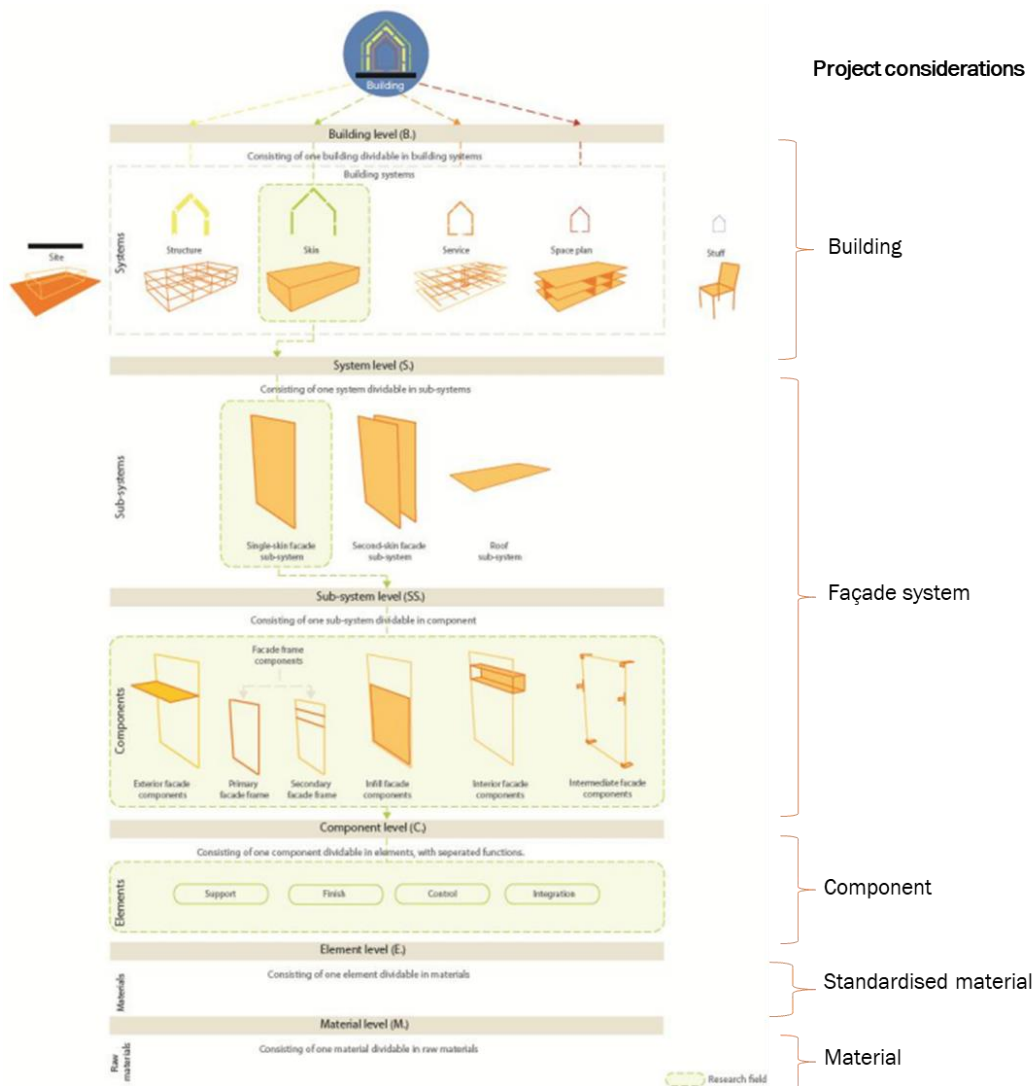 Project considerations
Building
Building level (B.)
Consisting of one building dividable in building systems
Building systems
Systems
Site
Structure
Skin
Service
Space plan
Stuff
Building
System level (S.)
Consisting of one system dividable in sub-systems
Sub-systems
Single-skin facade
sub-system
Second-skin facade
sub-system
Roof
sub-system
Façade system
Sub-system level (SS.)
Consisting of one sub-system dividable in component
Components
Facade frame
components
Exterior facade
components
Primary
facade frame
Secondary
facade frame
Infill facade
components
Interior facade
components
Intermediate facade
components
Component level (C.)
Consisting of one component dividable in elements, with seperated functions.
Elements
Support
Finish
Control
Integration
Component
Element level (E.)
Consisting of one element dividable in materials
Materials
Standardised material
Material level (M.)
Consisting of one material dividable in raw materials
Raw
materials
Material
Research field